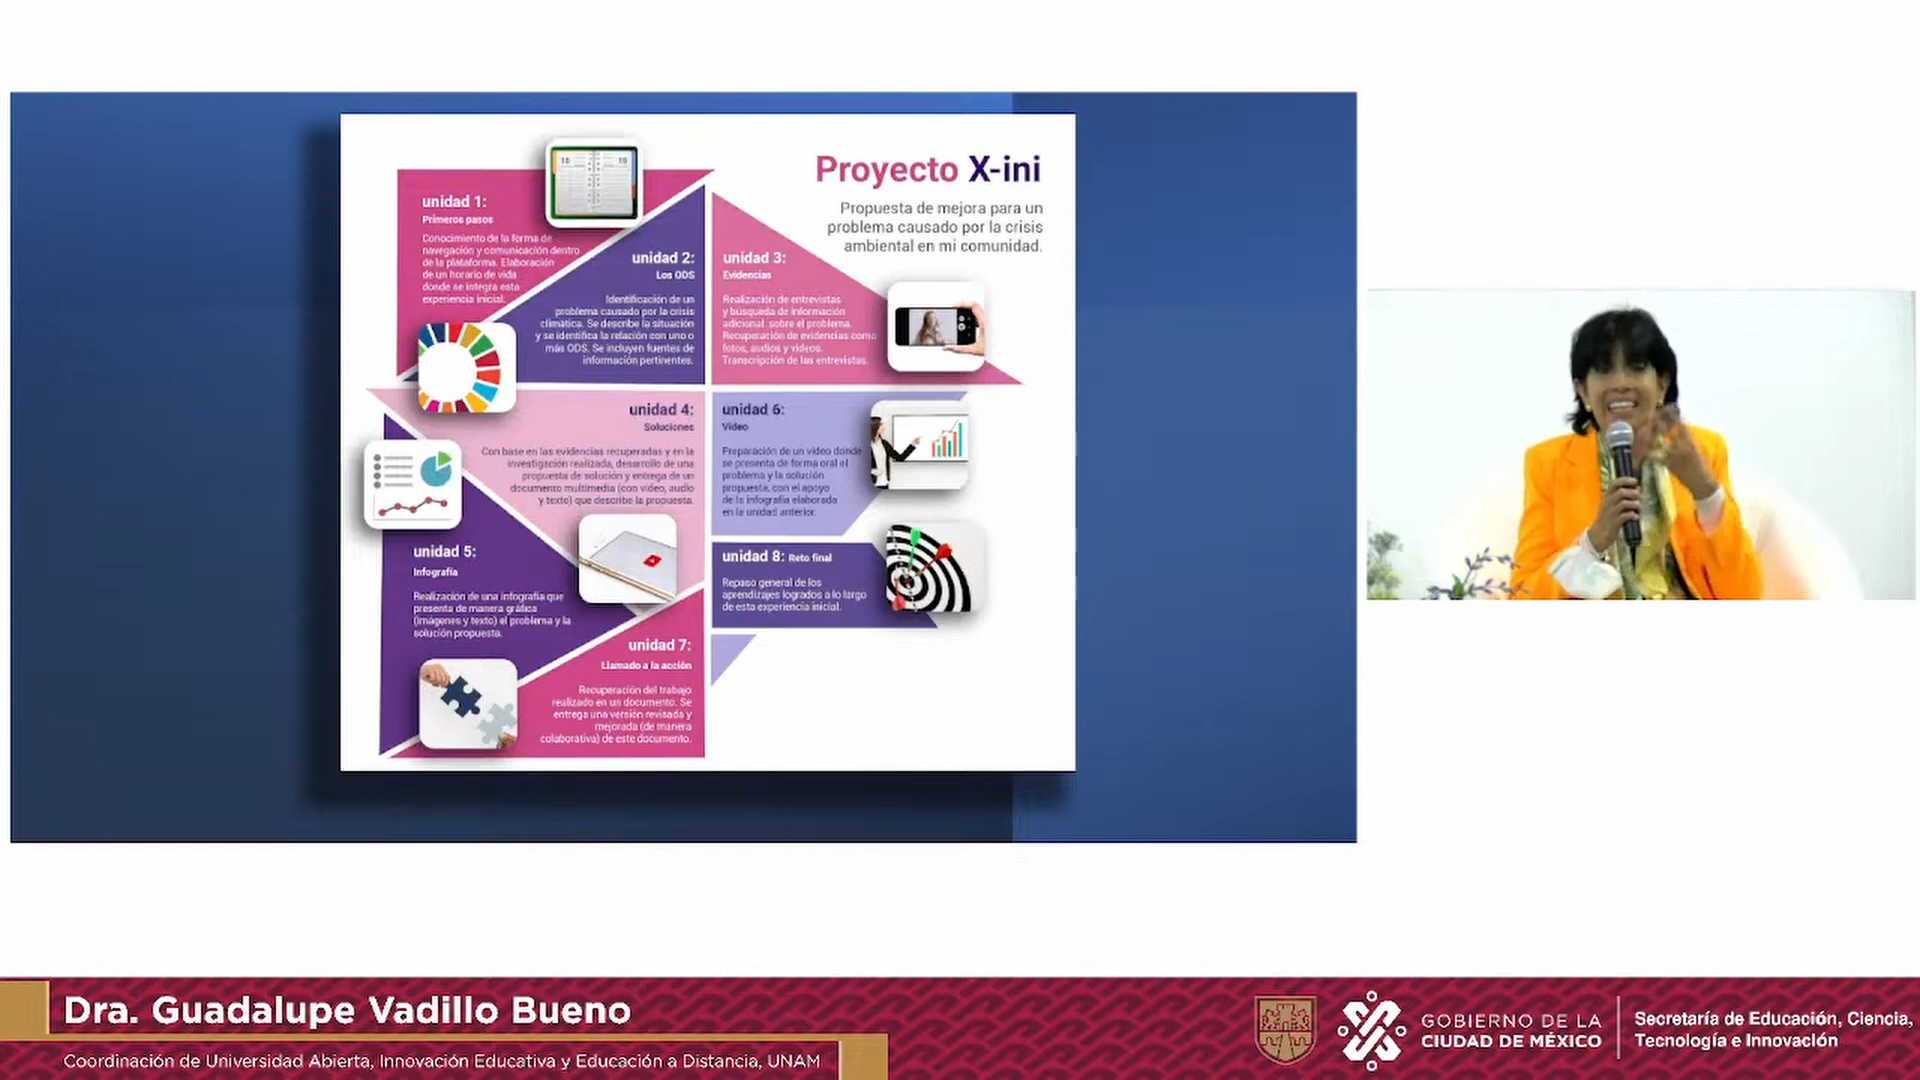 Proyecto X-ini
Propuesta de mejora para un
problema causado por la crisis
ambiental en mi comunidad.
unidad 1:
Primeros pasos
Conocimiento de la forma de
navegación y comunicación dentro
de la plataforma. Elaboración
de un horario de vida
donde se integra esta
experiencia inicial.
unidad 2:
Los ODS
Identificación de un
problema causado por la crisis
climática. Se describe la situación
y se identifica la relación con uno o
más ODS. Se incluyen fuentes de
información pertinentes.
unidad 3:
Evidencias
Realización de entrevistas
y búsqueda de información
adicional sobre el problema.
Recuperación de evidencias como
fotos, audios y videos.
Transcripción de las entrevistas.
unidad 4:
Soluciones
Con base en las evidencias recuperadas y en la
investigación realizada, desarrollo de una
propuesta de solución y entrega de un
documento multimedia (con video, audio
y texto) que describe la propuesta.
unidad 5:
Infografía
Realización de una infografía que
presenta de manera gráfica
(imágenes y texto) el problema y la
solución propuesta.
unidad 6:
Video
Preparación de un video donde
se presenta de forma oral el
problema y la solución
propuesta, con el apoyo
de la infografía elaborada
en la unidad anterior.
unidad 7:
Llamado a la acción
Recuperación del trabajo
realizado en un documento. Se
entrega una versión revisada y
mejorada (de manera
colaborativa) de este documento.
unidad 8: Reto final
Repaso general de los
aprendizajes logrados a lo largo
de esta experiencia inicial.
Dra. Guadalupe Vadillo Bueno
Coordinación de Universidad Abierta, Innovación Educativa y Educación a Distancia, UNAM
GOBIERNO DE LA
CIUDAD DE MÉXICO
Secretaría de Educación, Ciencia,
Tecnología e Innovación